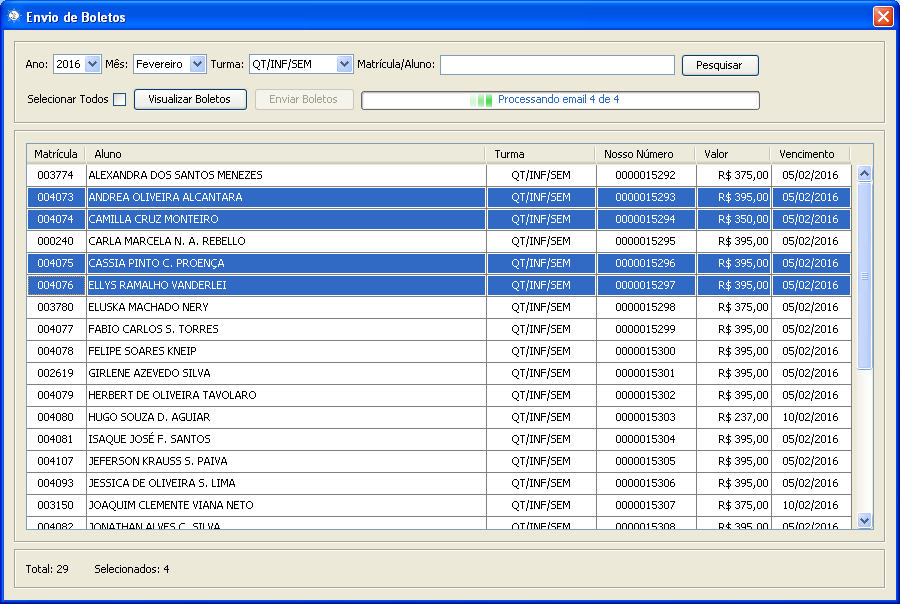 Envio de Boletos
Ano: 2016 Mês: Fevereiro Turma: QT/INF/SEM Matrícula/Aluno: Pesquisar
Selecionar Todos Visualizar Boletos Enviar Boletos Processando email 4 de 4
Matrícula Aluno Turma Nosso Número Valor Vencimento
003774 ALEXANDRA DOS SANTOS MENEZES QT/INF/SEM 0000015292 R$ 375,00 05/02/2016
004073 ANDREA OLIVEIRA ALCANTARA QT/INF/SEM 0000015293 R$ 395,00 05/02/2016
004074 CAMILLA CRUZ MONTEIRO QT/INF/SEM 0000015294 R$ 350,00 05/02/2016
000240 CARLA MARCELA N. A. REBELLO QT/INF/SEM 0000015295 R$ 395,00 05/02/2016
004075 CASSIA PINTO C. PROENÇA QT/INF/SEM 0000015296 R$ 395,00 05/02/2016
004076 ELLYS RAMALHO VANDERLEI QT/INF/SEM 0000015297 R$ 395,00 05/02/2016
003780 ELUSKA MACHADO NERY QT/INF/SEM 0000015298 R$ 375,00 05/02/2016
004077 FABIO CARLOS S. TORRES QT/INF/SEM 0000015299 R$ 395,00 05/02/2016
004078 FELIPE SOARES KNEIP QT/INF/SEM 0000015300 R$ 395,00 05/02/2016
002619 GIRLENE AZEVEDO SILVA QT/INF/SEM 0000015301 R$ 395,00 05/02/2016
004079 HERBERT DE OLIVEIRA TAVOLARO QT/INF/SEM 0000015302 R$ 395,00 05/02/2016
004080 HUGO SOUZA D. AGUIAR QT/INF/SEM 0000015303 R$ 237,00 10/02/2016
004081 ISAQUE JOSÉ F. SANTOS QT/INF/SEM 0000015304 R$ 395,00 05/02/2016
004107 JEFERSON KRAUSS S. PAIVA QT/INF/SEM 0000015305 R$ 395,00 05/02/2016
004093 JESSICA DE OLIVEIRA S. LIMA QT/INF/SEM 0000015306 R$ 395,00 05/02/2016
003150 JOAQUIM CLEMENTE VIANA NETO QT/INF/SEM 0000015307 R$ 375,00 10/02/2016
004082 JONATHAN ALVES C. SILVA QT/INF/SEM 0000015308 R$ 395,00 05/02/2016
Total: 29 Selecionados: 4